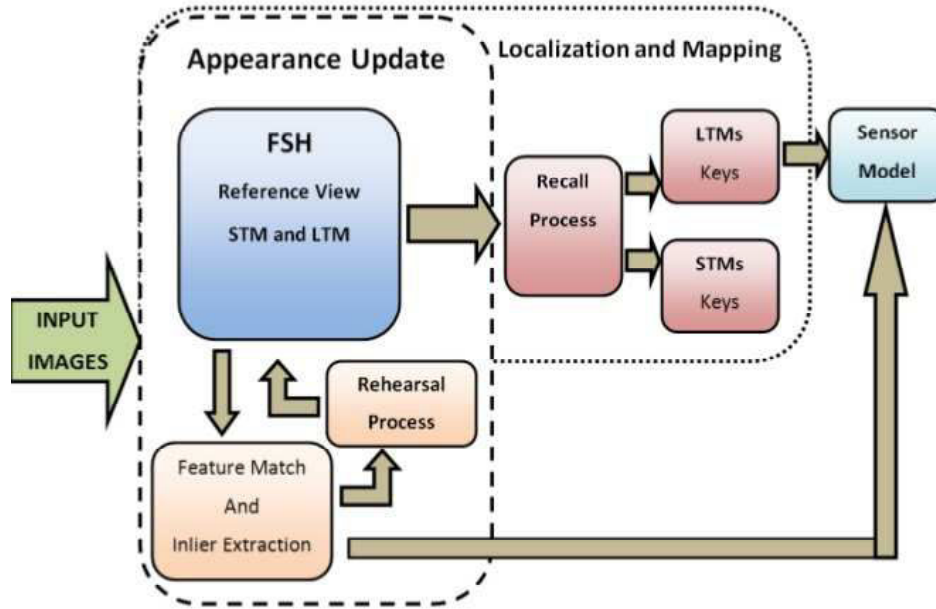 Appearance Update
Localization and Mapping
FSH
Reference View
STM and LTM
Recall
Process
LTMs
Keys
Sensor
Model
STMs
Keys
INPUT
IMAGES
Rehearsal
Process
Feature Match
And
Inlier Extraction